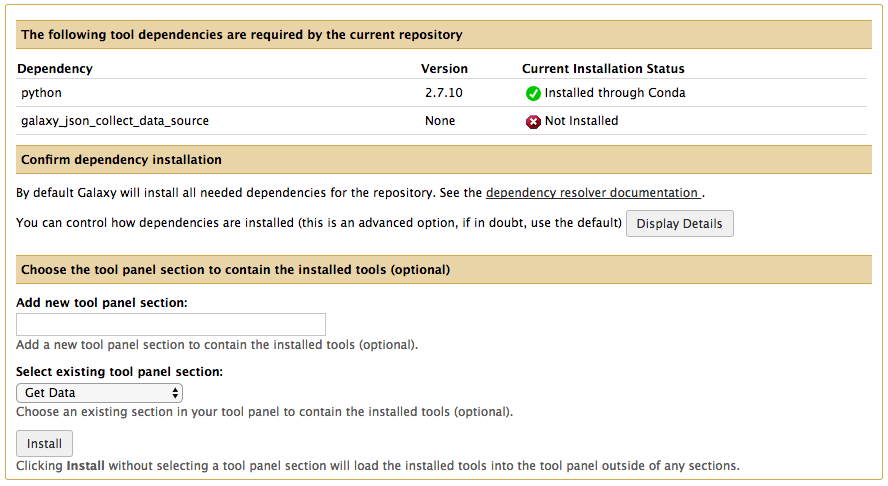 The following tool dependencies are required by the current repository
Dependency Version Current Installation Status
python 2.7.10 Installed through Conda
galaxy_json_collect_data_source None Not Installed
Confirm dependency installation
By default Galaxy will install all needed dependencies for the repository. See the dependency resolver documentation .
You can control how dependencies are installed (this is an advanced option, if in doubt, use the default) Display Details
Choose the tool panel section to contain the installed tools (optional)
Add new tool panel section:
Add a new tool panel section to contain the installed tools (optional).
Select existing tool panel section:
Get Data
Choose an existing section in your tool panel to contain the installed tools (optional).
Install
Clicking Install without selecting a tool panel section will load the installed tools into the tool panel outside of any sections.